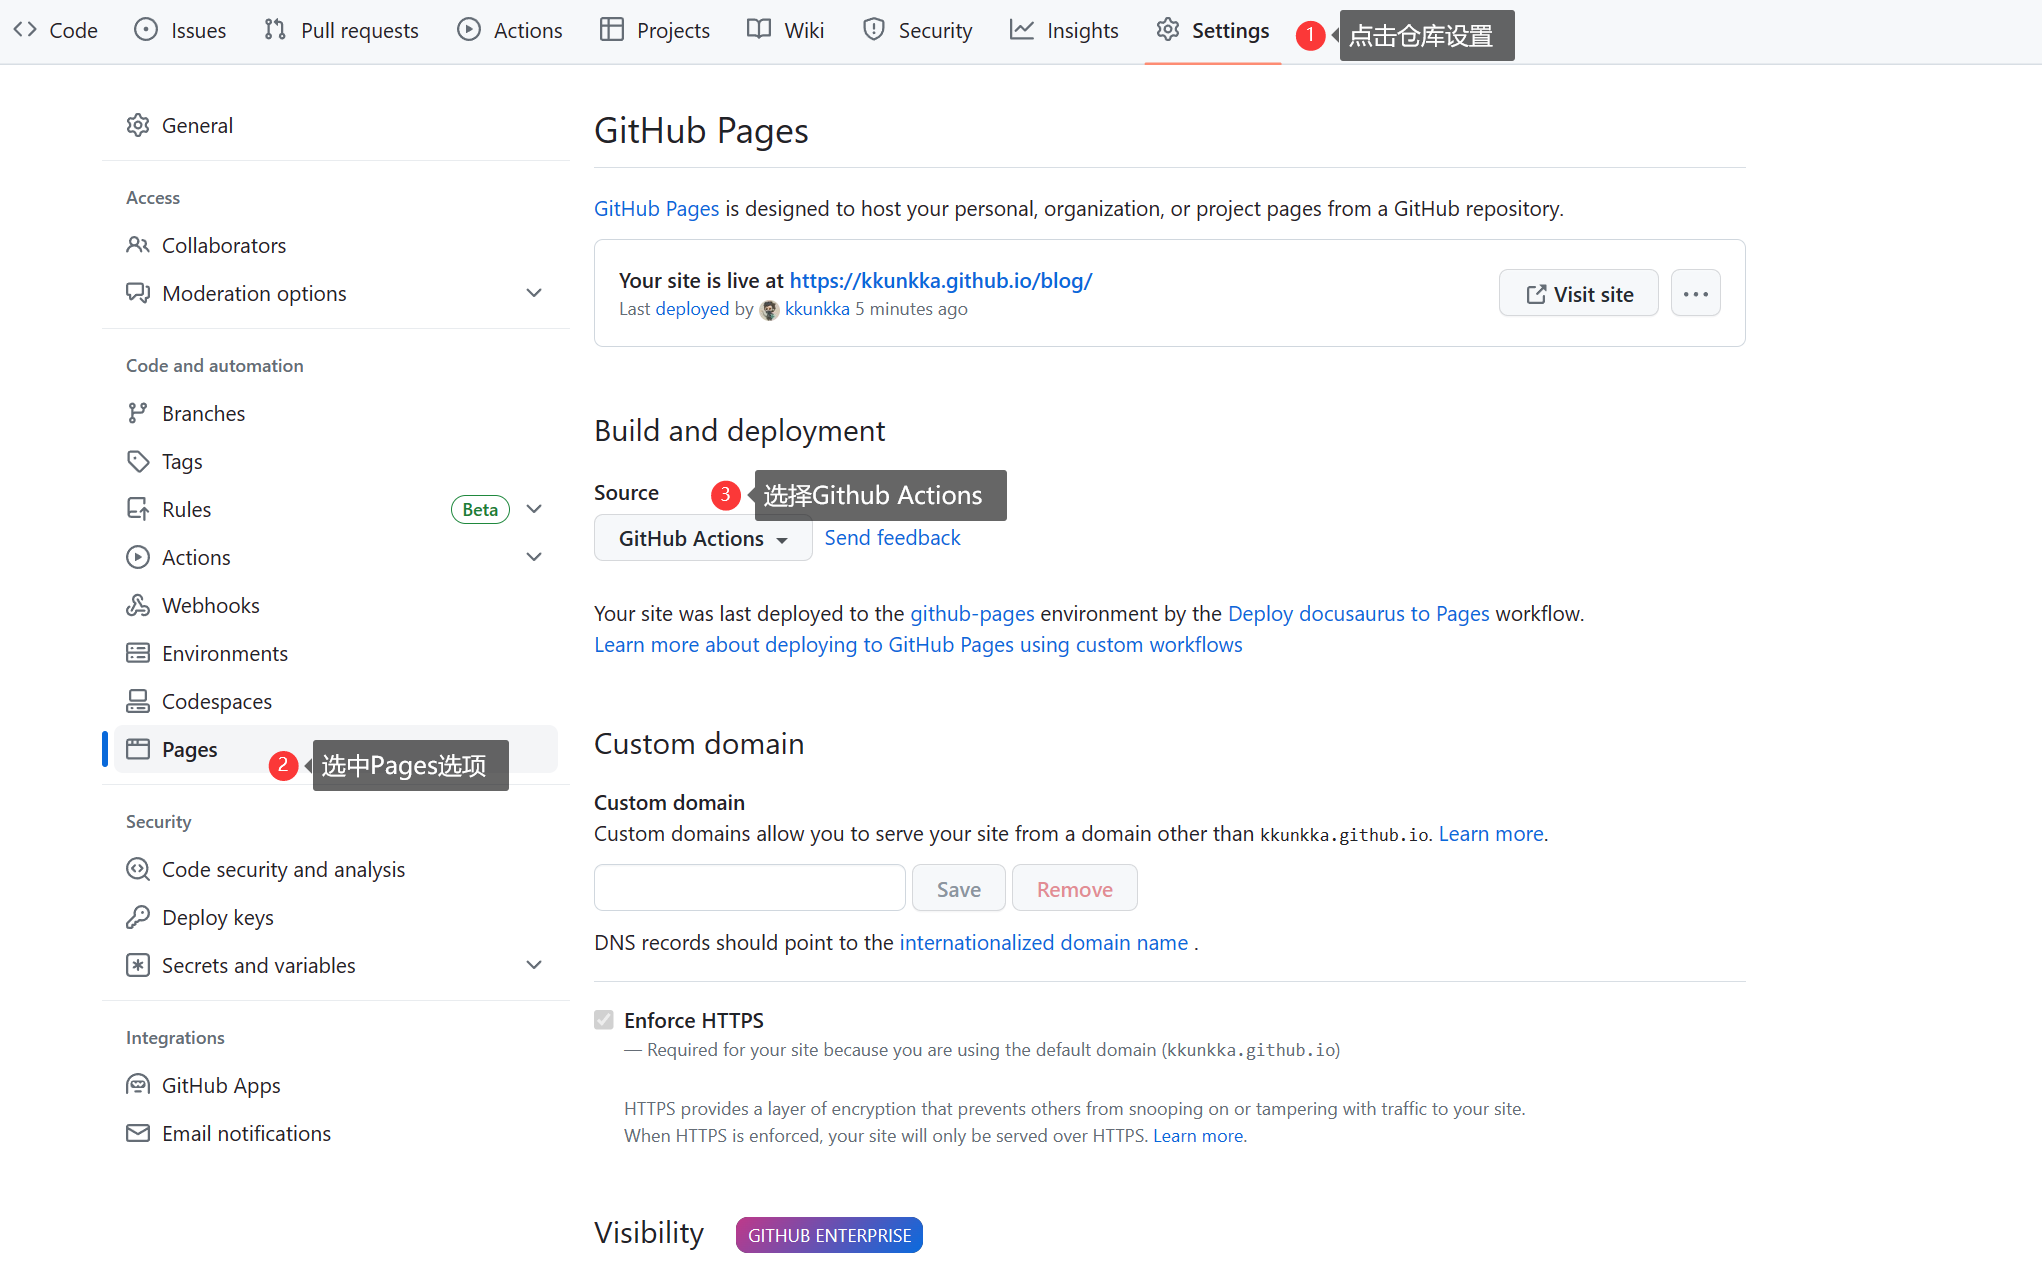 Code
Issues
Pull requests
Actions
Projects
Wiki
Security
Insights
Settings
1
点击仓库设置
General
Access
Collaborators
Moderation options
Code and automation
Branches
Tags
Rules
Beta
Actions
Webhooks
Environments
Codespaces
Pages
2
选中Pages选项
Security
Code security and analysis
Deploy keys
Secrets and variables
Integrations
GitHub Apps
Email notifications
GitHub Pages
GitHub Pages is designed to host your personal, organization, or project pages from a GitHub repository.
Your site is live at https://kkunkka.github.io/blog/
Last deployed by kkunkka 5 minutes ago
Visit site
Build and deployment
Source
3
选择Github Actions
GitHub Actions
Send feedback
Your site was last deployed to the github-pages environment by the Deploy docusaurus to Pages workflow.
Learn more about deploying to GitHub Pages using custom workflows
Custom domain
Custom domain
Custom domains allow you to serve your site from a domain other than kkunkka.github.io. Learn more.
Save
Remove
DNS records should point to the internationalized domain name .
Enforce HTTPS
— Required for your site because you are using the default domain (kkunkka.github.io)
HTTPS provides a layer of encryption that prevents others from snooping on or tampering with traffic to your site.
When HTTPS is enforced, your site will only be served over HTTPS. Learn more.
Visibility
GITHUB ENTERPRISE